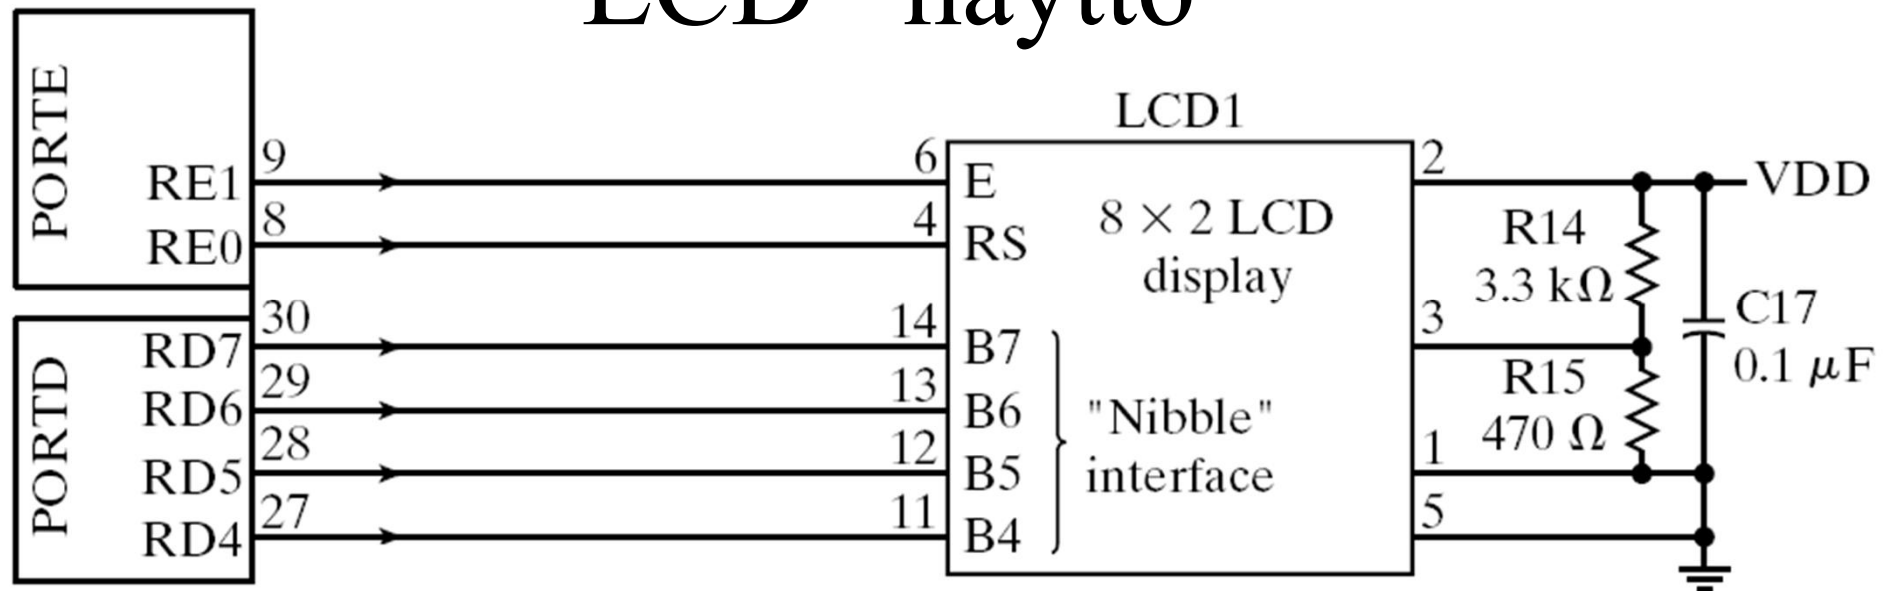 LCD - näyttö
PORTE
RE1
9
RE0
8
PORTD
RD7
30
RD6
29
RD5
28
RD4
27
LCD1
6
E
4
RS
8 × 2 LCD
display
14
B7
13
B6
12
B5
11
B4
"Nibble"
interface
2
VDD
R14
3.3 kΩ
3
C17
0.1 μF
R15
470 Ω
1
5